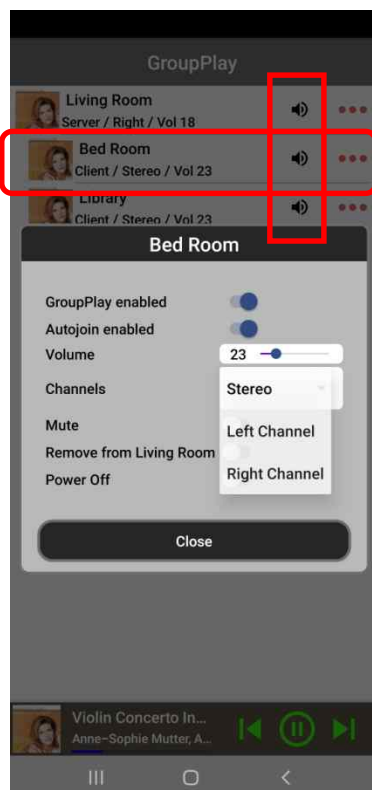 GroupPlay
Living Room
Server / Right / Vol 18
Bed Room
Client / Stereo / Vol 23
Library
Client / Stereo / Vol 23
Bed Room
GroupPlay enabled
Autojoin enabled
Volume 23
Channels Stereo
Mute Left Channel
Remove from Living Room
Power Off Right Channel
Close
Violin Concerto In...
Anne-Sophie Mutter, A...